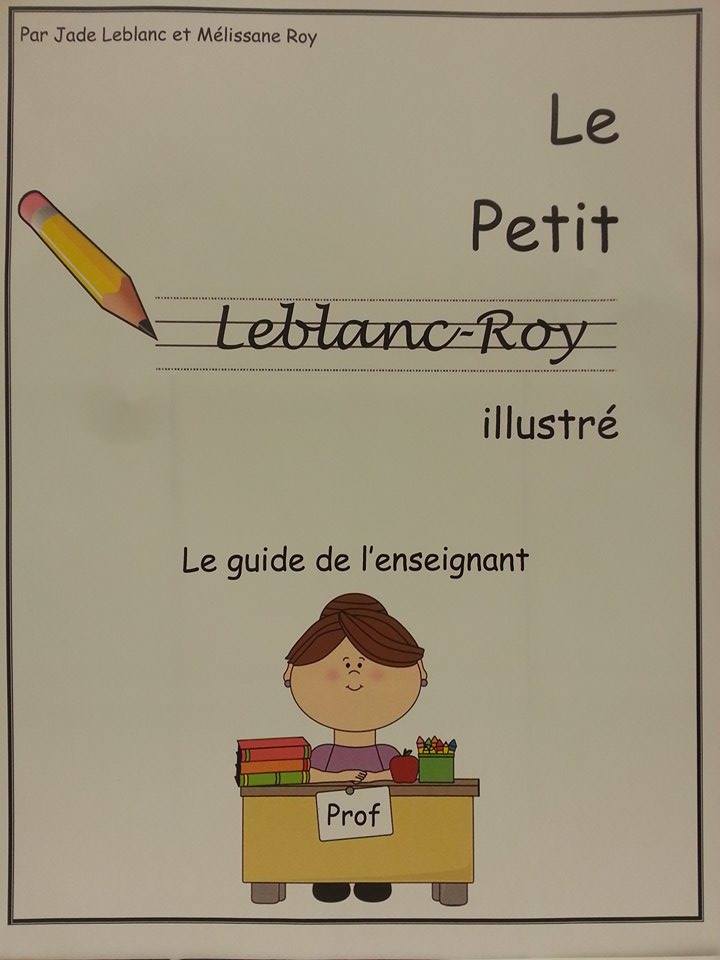 Par Jade Leblanc et Mélissane Roy
Le
Petit
Leblanc-Roy
illustré
Le guide de l'enseignant
Prof